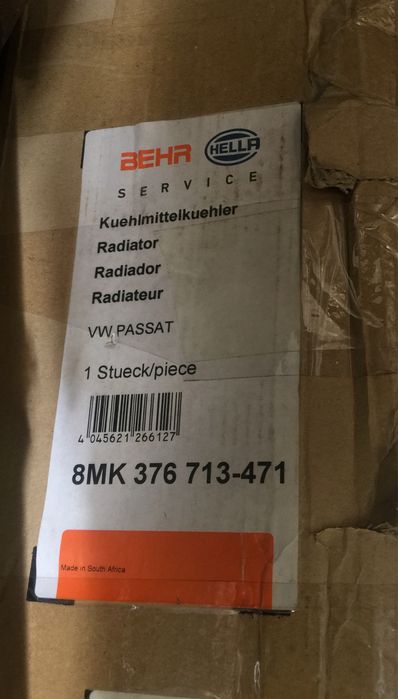 BEHR HELLA
SERVICE
Kuehlmittelkuehler
Radiator
Radiador
Radiateur
VW PASSAT
1 Stueck/piece
4 045621 266127
8MK 376 713-471
Made in South Africa